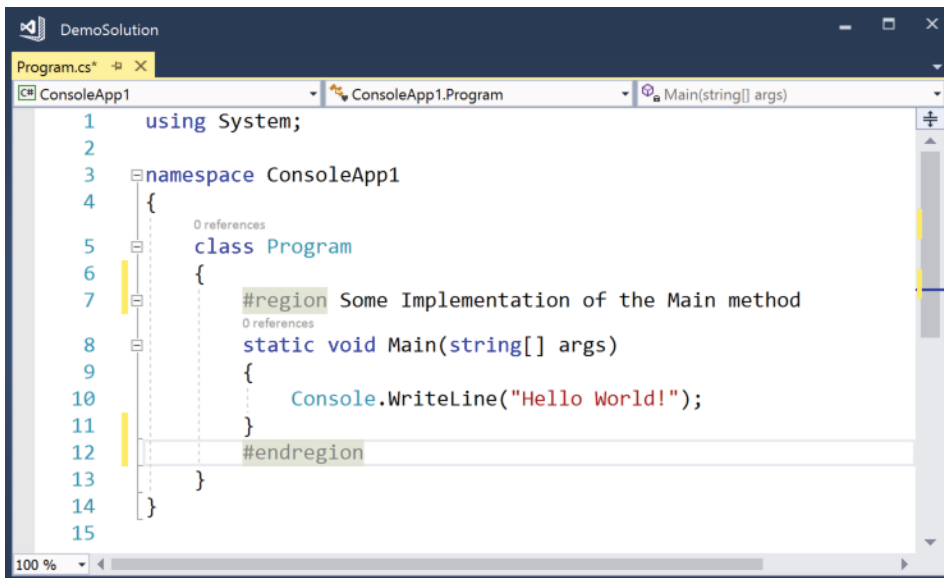 DemoSolution
Program.cs*
C# ConsoleApp1 ConsoleApp1.Program Main(string[] args)
1 using System;
2
3 namespace ConsoleApp1
4 {
0 references
5 class Program
6 {
7 #region Some Implementation of the Main method
0 references
8 static void Main(string[] args)
9 {
10 Console.WriteLine("Hello World!");
11 }
12 #endregion
13 }
14 }
15
100 %